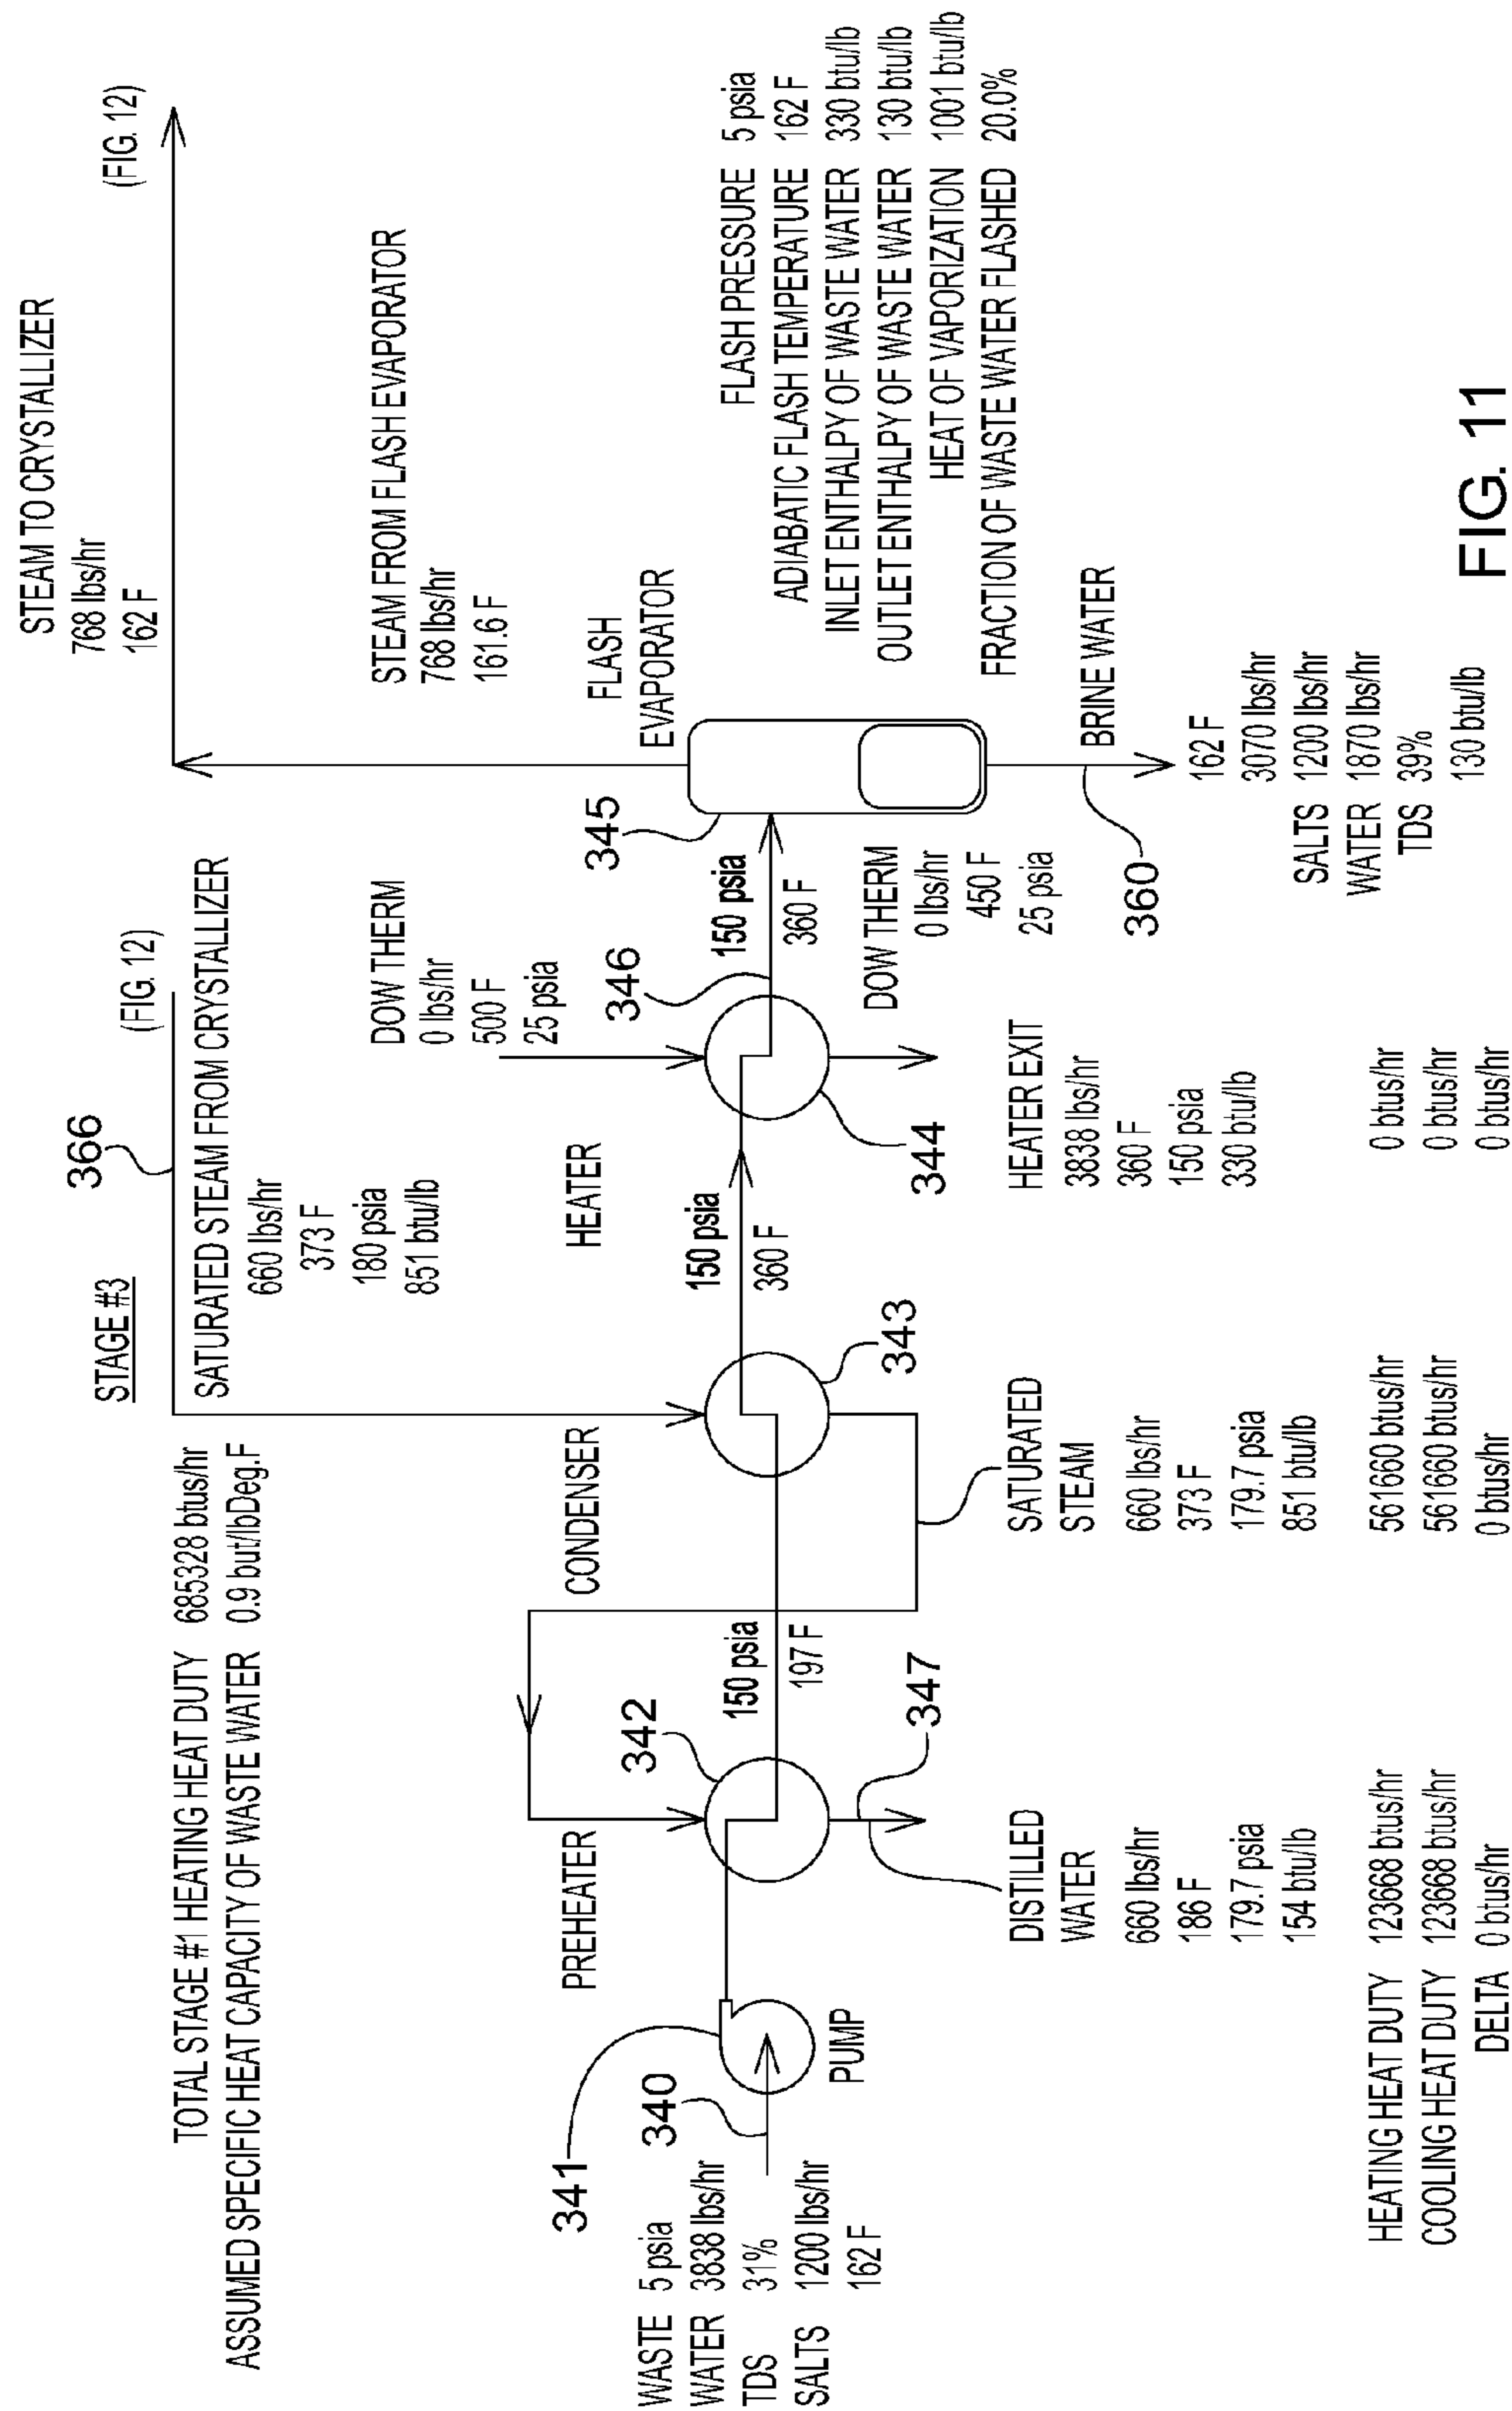 STAGE #3
TOTAL STAGE #1 HEATING HEAT DUTY 685328 btus/hr
ASSUMED SPECIFIC HEAT CAPACITY OF WASTE WATER 0.9 but/lbDeg.F
366
(FIG. 12)
SATURATED STEAM FROM CRYSTALLIZER
660 lbs/hr
373 F
180 psia
851 btu/lb
STEAM TO CRYSTALLIZER
768 lbs/hr
162 F
(FIG. 12)
STEAM FROM FLASH EVAPORATOR
768 lbs/hr
161.6 F
DOW THERM
0 lbs/hr
500 F
25 psia
341
340
WASTE 5 psia
WATER 3838 lbs/hr
TDS 31%
SALTS 1200 lbs/hr
162 F
PUMP
PREHEATER
342
150 psia
197 F
347
CONDENSER
343
150 psia
360 F
HEATER
344
346
150 psia
360 F
345
FLASH
EVAPORATOR
DOW THERM
0 lbs/hr
450 F
25 psia
FLASH PRESSURE 5 psia
ADIABATIC FLASH TEMPERATURE 162 F
INLET ENTHALPY OF WASTE WATER 330 btu/lb
OUTLET ENTHALPY OF WASTE WATER 130 btu/lb
HEAT OF VAPORIZATION 1001 btu/lb
FRACTION OF WASTE WATER FLASHED 20.0%
360
BRINE WATER
162 F
3070 lbs/hr
SALTS 1200 lbs/hr
WATER 1870 lbs/hr
TDS 39%
130 btu/lb
DISTILLED
WATER
660 lbs/hr
186 F
179.7 psia
154 btu/lb
SATURATED
STEAM
660 lbs/hr
373 F
179.7 psia
851 btu/lb
HEATER EXIT
3838 lbs/hr
360 F
150 psia
330 btu/lb
HEATING HEAT DUTY 123668 btus/hr 561660 btus/hr 0 btus/hr
COOLING HEAT DUTY 123668 btus/hr 561660 btus/hr 0 btus/hr
DELTA 0 btus/hr 0 btus/hr 0 btus/hr
FIG. 11